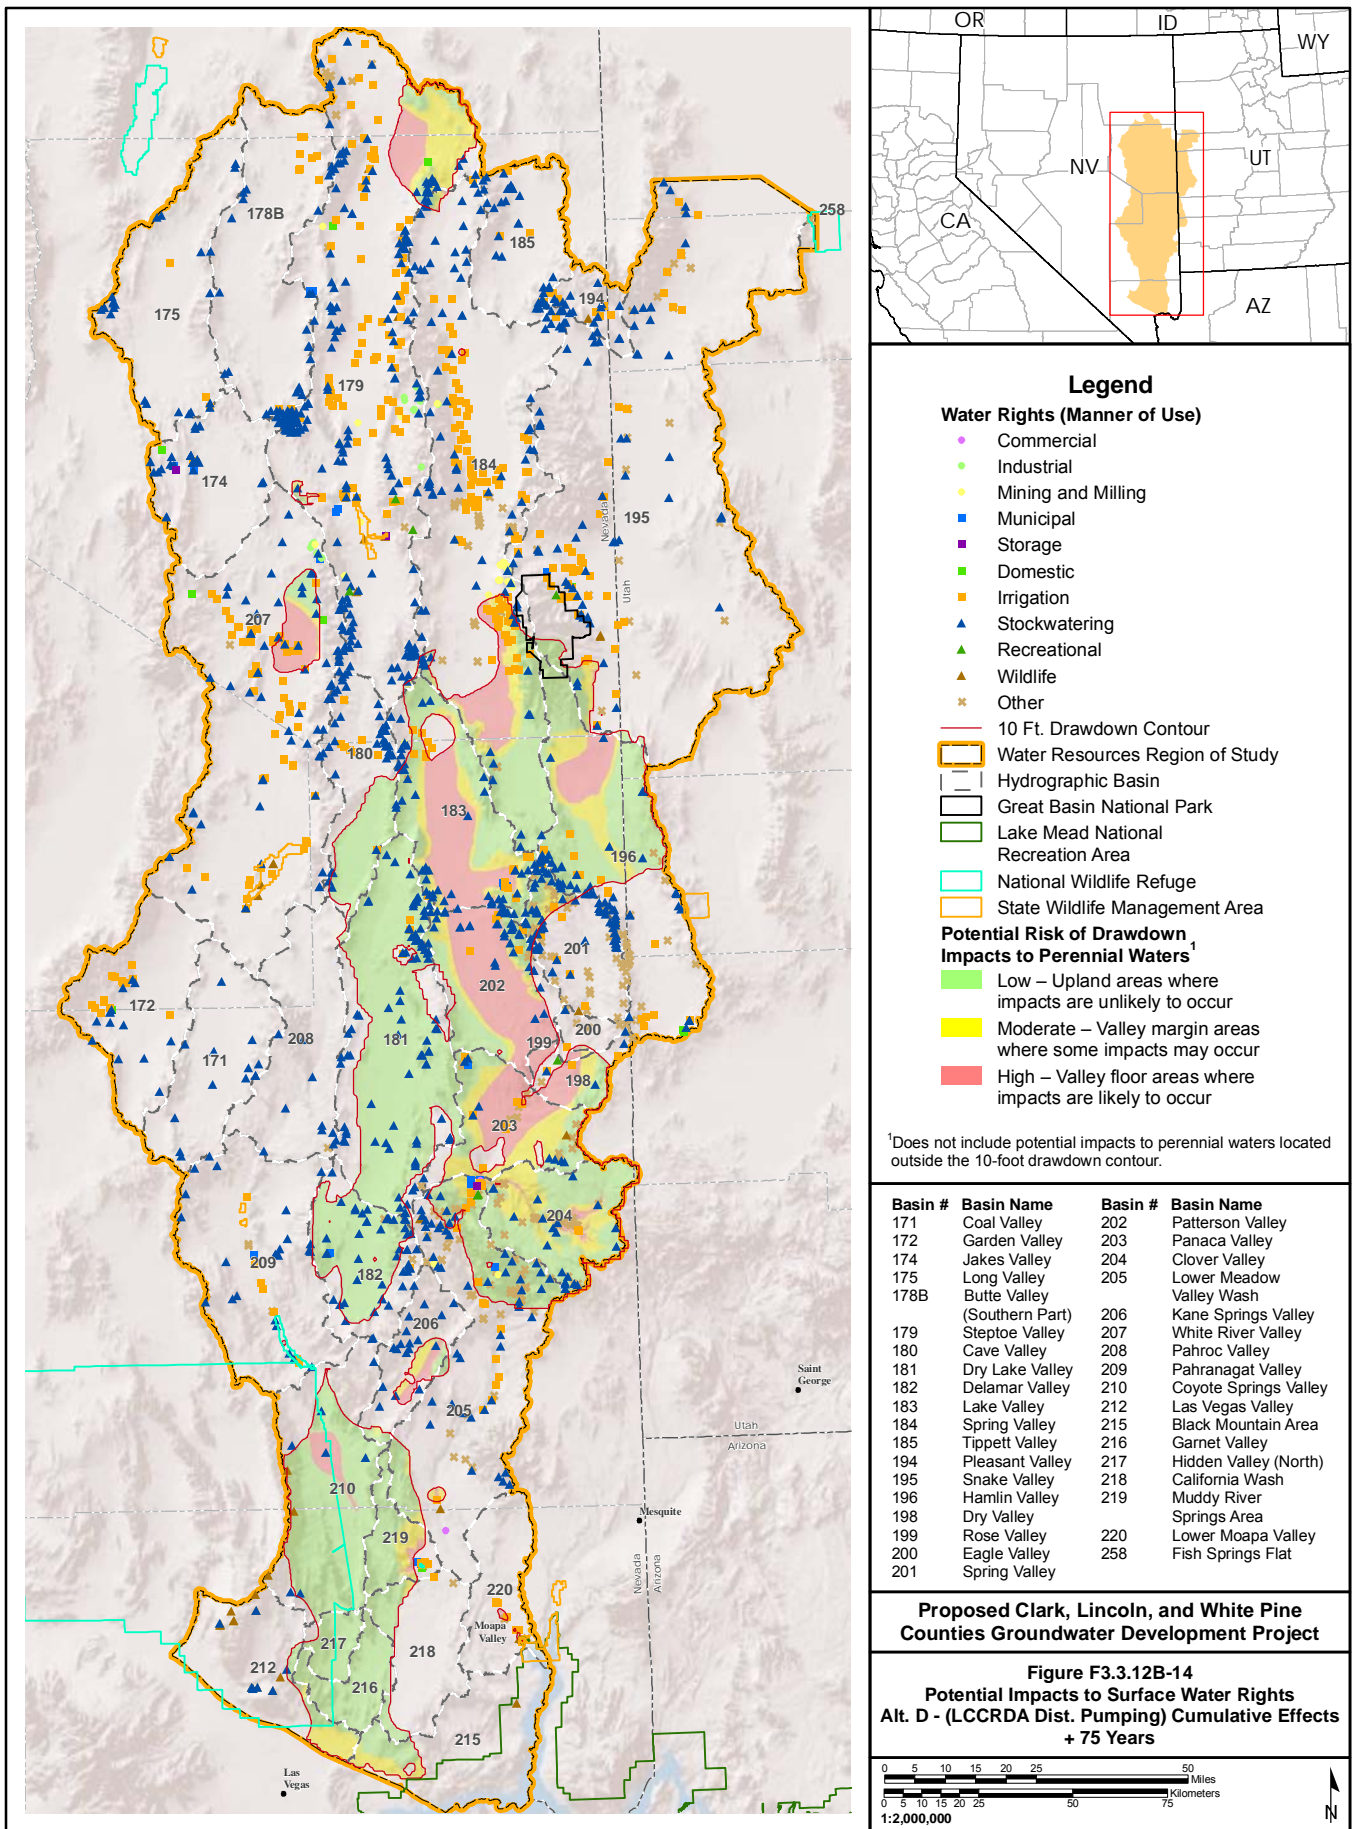 OR
ID
WY
NV
UT
CA
AZ
258
178B
185
175
194
179
184
174
195
Nevada
Utah
207
180
183
196
201
202
172
200
208
181
171
199
198
203
204
209
182
206
Saint
George
205
Utah
Arizona
210
Mesquite
219
Nevada
Arizona
220
Moapa
Valley
217
218
212
216
215
Las
Vegas
Legend
Water Rights (Manner of Use)
Commercial
Industrial
Mining and Milling
Municipal
Storage
Domestic
Irrigation
Stockwatering
Recreational
Wildlife
Other
10 Ft. Drawdown Contour
Water Resources Region of Study
Hydrographic Basin
Great Basin National Park
Lake Mead National
Recreation Area
National Wildlife Refuge
State Wildlife Management Area
Potential Risk of Drawdown
Impacts to Perennial Waters1
Low – Upland areas where
impacts are unlikely to occur
Moderate – Valley margin areas
where some impacts may occur
High – Valley floor areas where
impacts are likely to occur
1Does not include potential impacts to perennial waters located
outside the 10-foot drawdown contour.
Basin # Basin Name Basin # Basin Name
171 Coal Valley 202 Patterson Valley
172 Garden Valley 203 Panaca Valley
174 Jakes Valley 204 Clover Valley
175 Long Valley 205 Lower Meadow
178B Butte Valley Valley Wash
(Southern Part) 206 Kane Springs Valley
179 Steptoe Valley 207 White River Valley
180 Cave Valley 208 Pahroc Valley
181 Dry Lake Valley 209 Pahranagat Valley
182 Delamar Valley 210 Coyote Springs Valley
183 Lake Valley 212 Las Vegas Valley
184 Spring Valley 215 Black Mountain Area
185 Tippett Valley 216 Garnet Valley
194 Pleasant Valley 217 Hidden Valley (North)
195 Snake Valley 218 California Wash
196 Hamlin Valley 219 Muddy River
198 Dry Valley Springs Area
199 Rose Valley 220 Lower Moapa Valley
200 Eagle Valley 258 Fish Springs Flat
201 Spring Valley
Proposed Clark, Lincoln, and White Pine
Counties Groundwater Development Project
Figure F3.3.12B-14
Potential Impacts to Surface Water Rights
Alt. D - (LCCRDA Dist. Pumping) Cumulative Effects
+ 75 Years
0 5 10 15 20 25 50
Miles
Kilometers
0 5 10 15 20 25 50 75
1:2,000,000
N